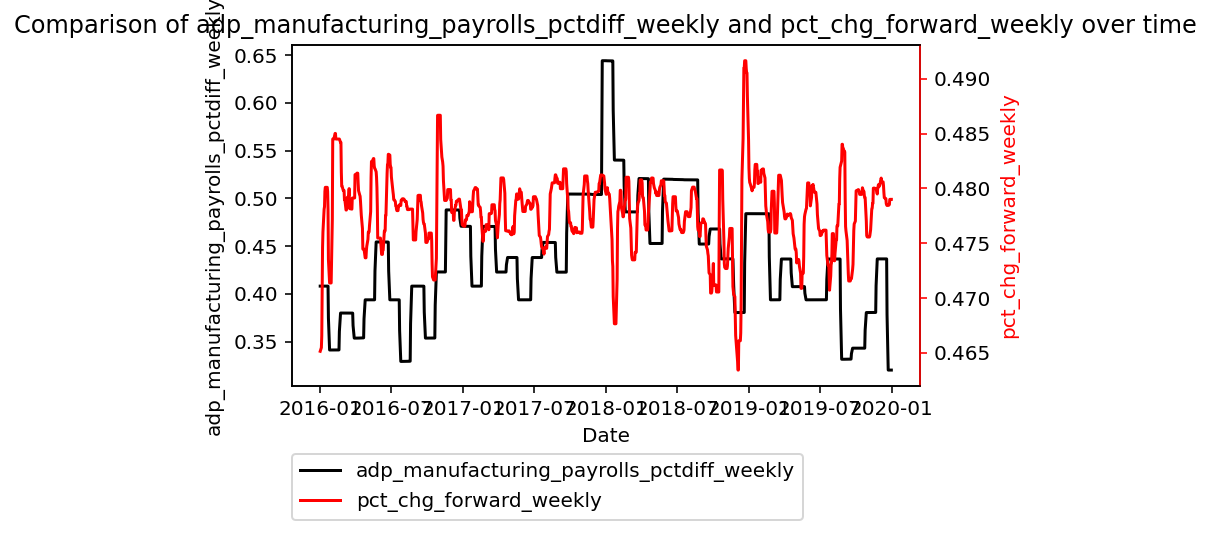 Comparison of adp_manufacturing_payrolls_pctdiff_weekly and pct_chg_forward_weekly over time
adp_manufacturing_payrolls_pctdiff_weekly
0.65
0.60
0.55
0.50
0.45
0.40
0.35
0.490
0.485
0.480
0.475
0.470
0.465
pct_chg_forward_weekly
2016-01 2016-07 2017-01 2017-07 2018-01 2018-07 2019-01 2019-07 2020-01
Date
adp_manufacturing_payrolls_pctdiff_weekly
pct_chg_forward_weekly